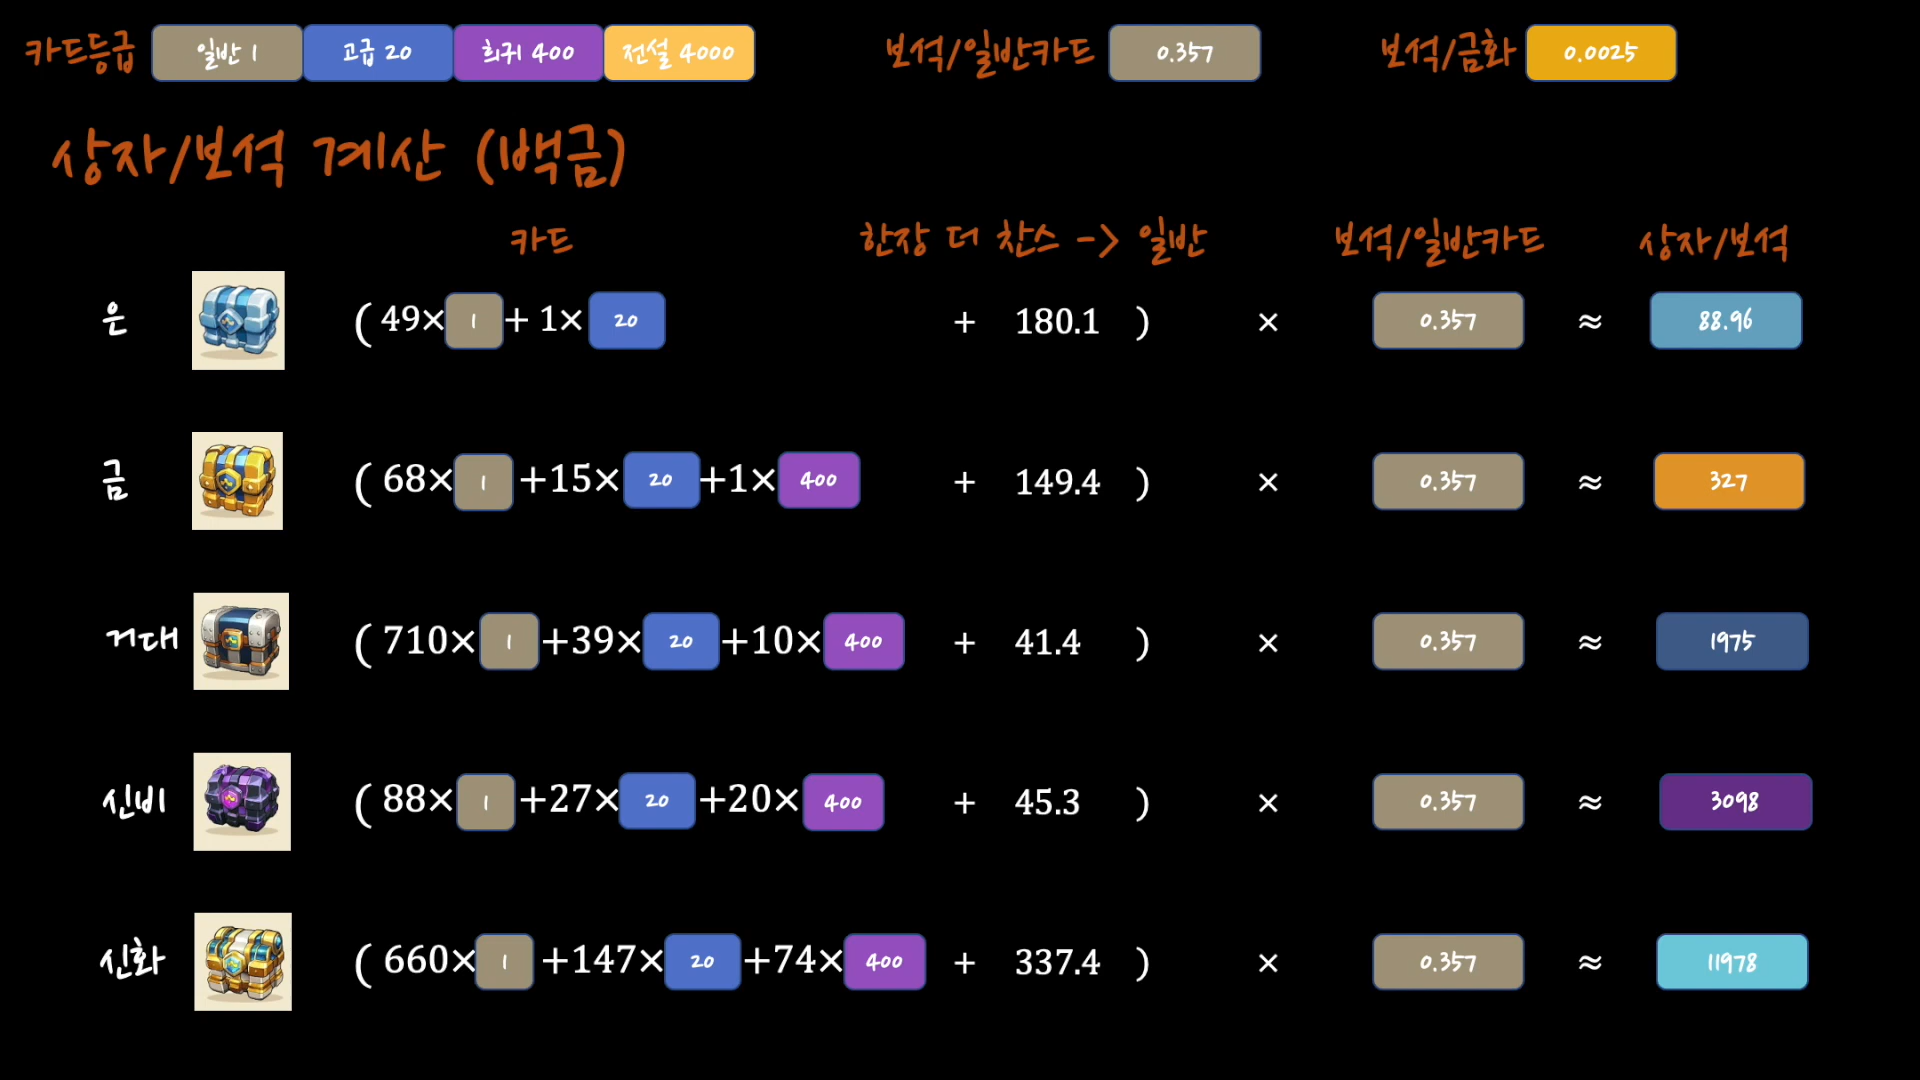 카드등급 일반 1 고급 20 희귀 400 전설 4000 보석/일반카드 0.357 보석/금화 0.0025
상자/보석 계산 (백금)
카드 한장 더 찬스 -> 일반 보석/일반카드 상자/보석
은 ( 49× 1 + 1× 20 + 180.1 ) × 0.357 ≈ 88.96
금 ( 68× 1 +15× 20 +1× 400 + 149.4 ) × 0.357 ≈ 327
거대 ( 710× 1 +39× 20 +10× 400 + 41.4 ) × 0.357 ≈ 1975
신비 ( 88× 1 +27× 20 +20× 400 + 45.3 ) × 0.357 ≈ 3098
신화 ( 660× 1 +147× 20 +74× 400 + 337.4 ) × 0.357 ≈ 11978